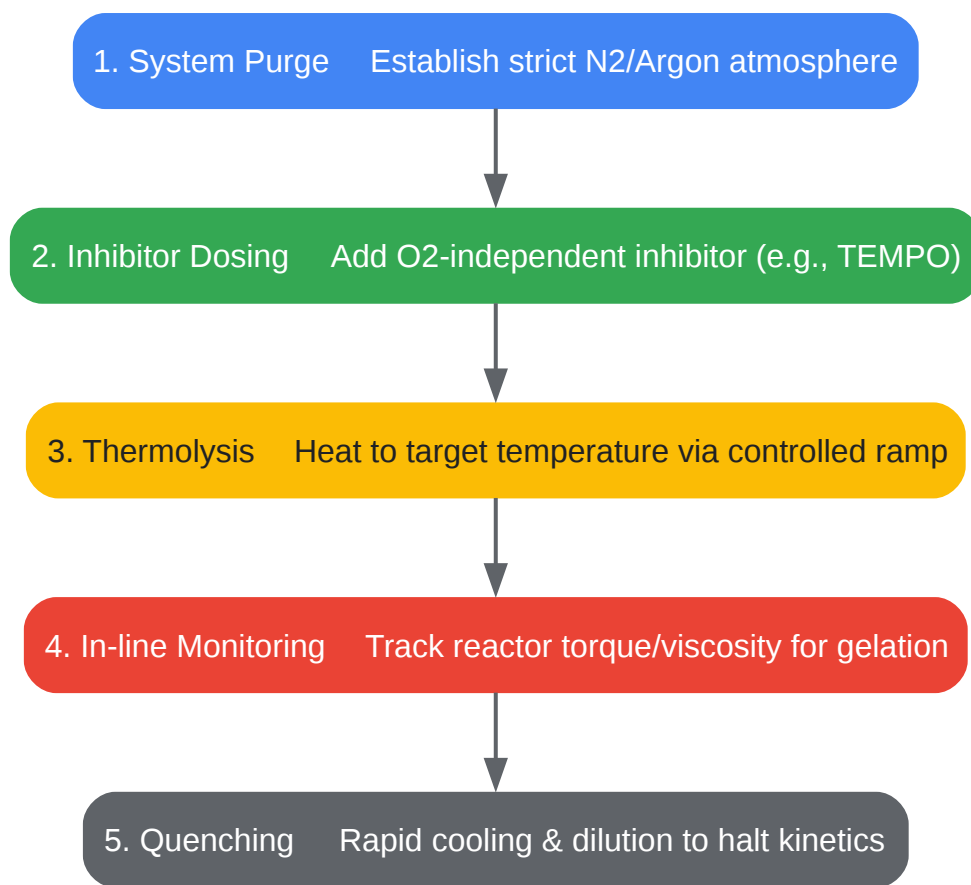 1. System Purge     Establish strict N2/Argon atmosphere
2. Inhibitor Dosing     Add O2-independent inhibitor (e.g., TEMPO)
3. Thermolysis     Heat to target temperature via controlled ramp
4. In-line Monitoring     Track reactor torque/viscosity for gelation
5. Quenching     Rapid cooling & dilution to halt kinetics